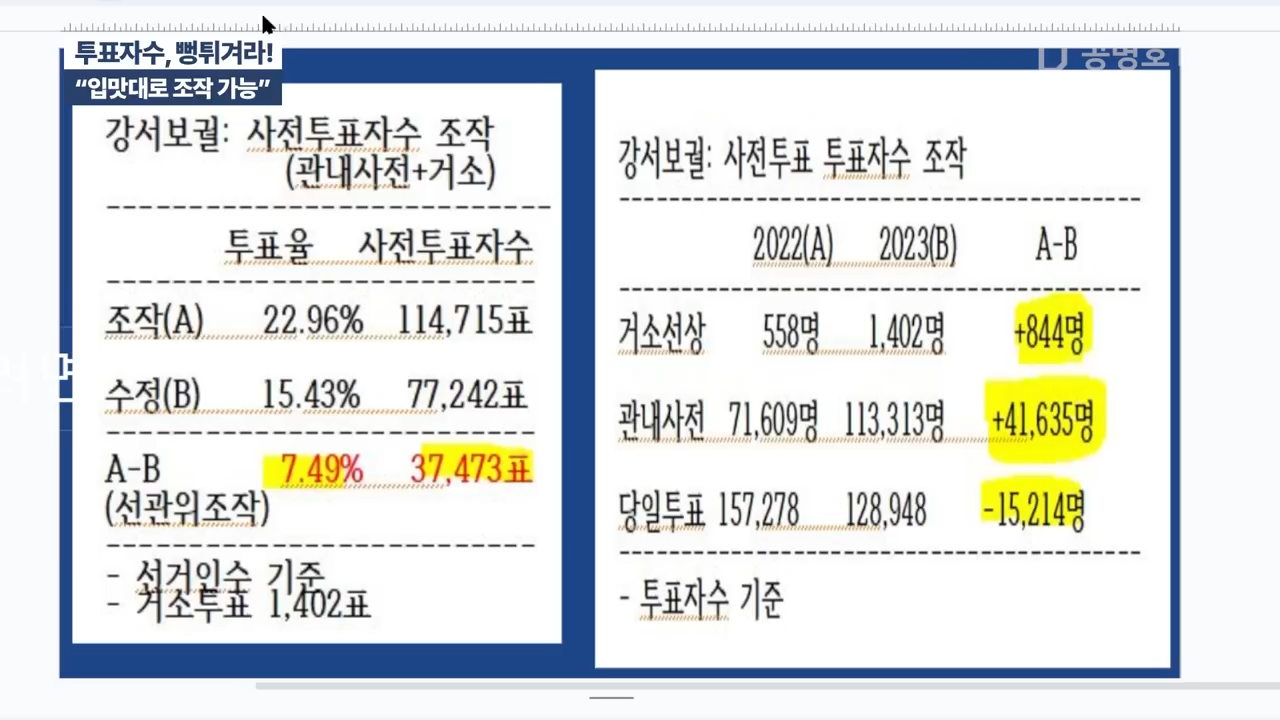 투표자수, 뻥튀겨라!
“입맛대로 조작 가능”
강서보궐: 사전투표자수 조작
(관내사전+거소)
투표율 사전투표자수
조작(A) 22.96% 114,715표
수정(B) 15.43% 77,242표
A-B 7.49% 37,473표
(선관위조작)
- 선거인수 기준
- 거소투표 1,402표
강서보궐: 사전투표 투표자수 조작
2022(A) 2023(B) A-B
거소선상 558명 1,402명 +844명
관내사전 71,609명 113,313명 +41,635명
당일투표 157,278 128,948 -15,214명
- 투표자수 기준